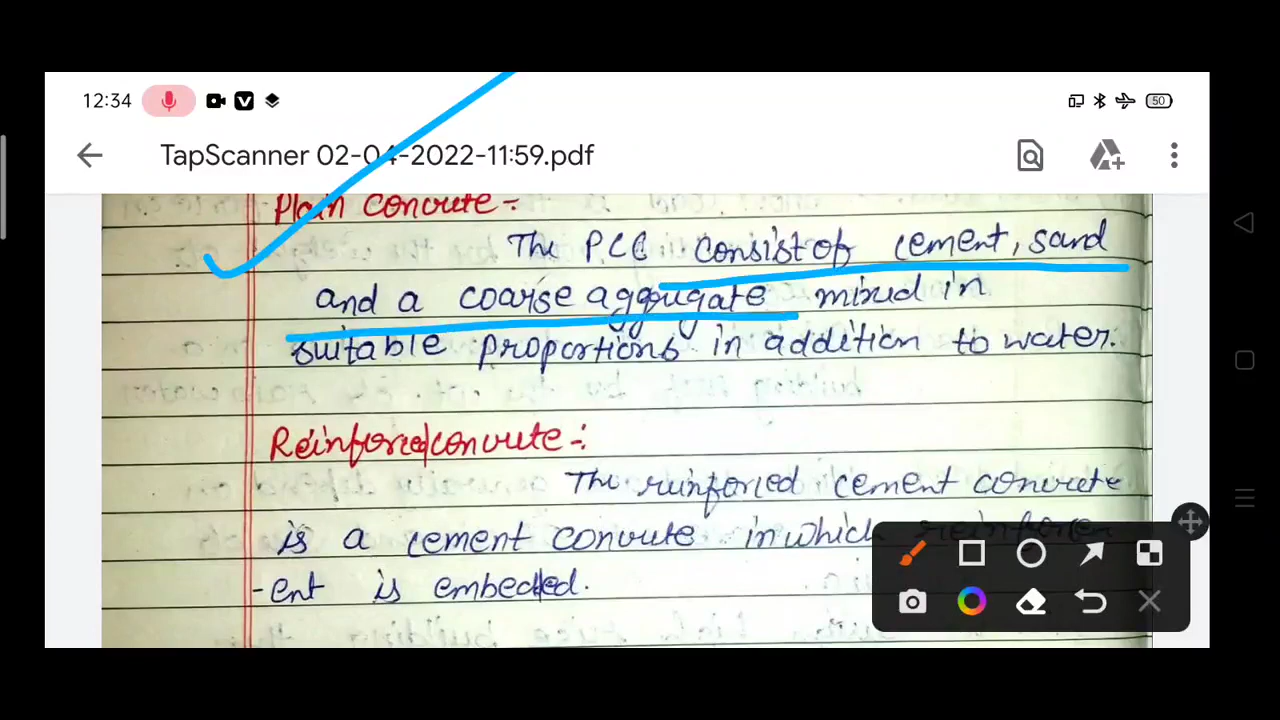 12:34
50
TapScanner 02-04-2022-11:59.pdf
Plain concrete :-
The PCC consist of cement, sand
and a coarse aggregate mixed in
suitable proportions in addition to water.
Reinforced concrete :-
The reinforced cement concrete
is a cement concrete in which reinforcem
-ent is embedded.